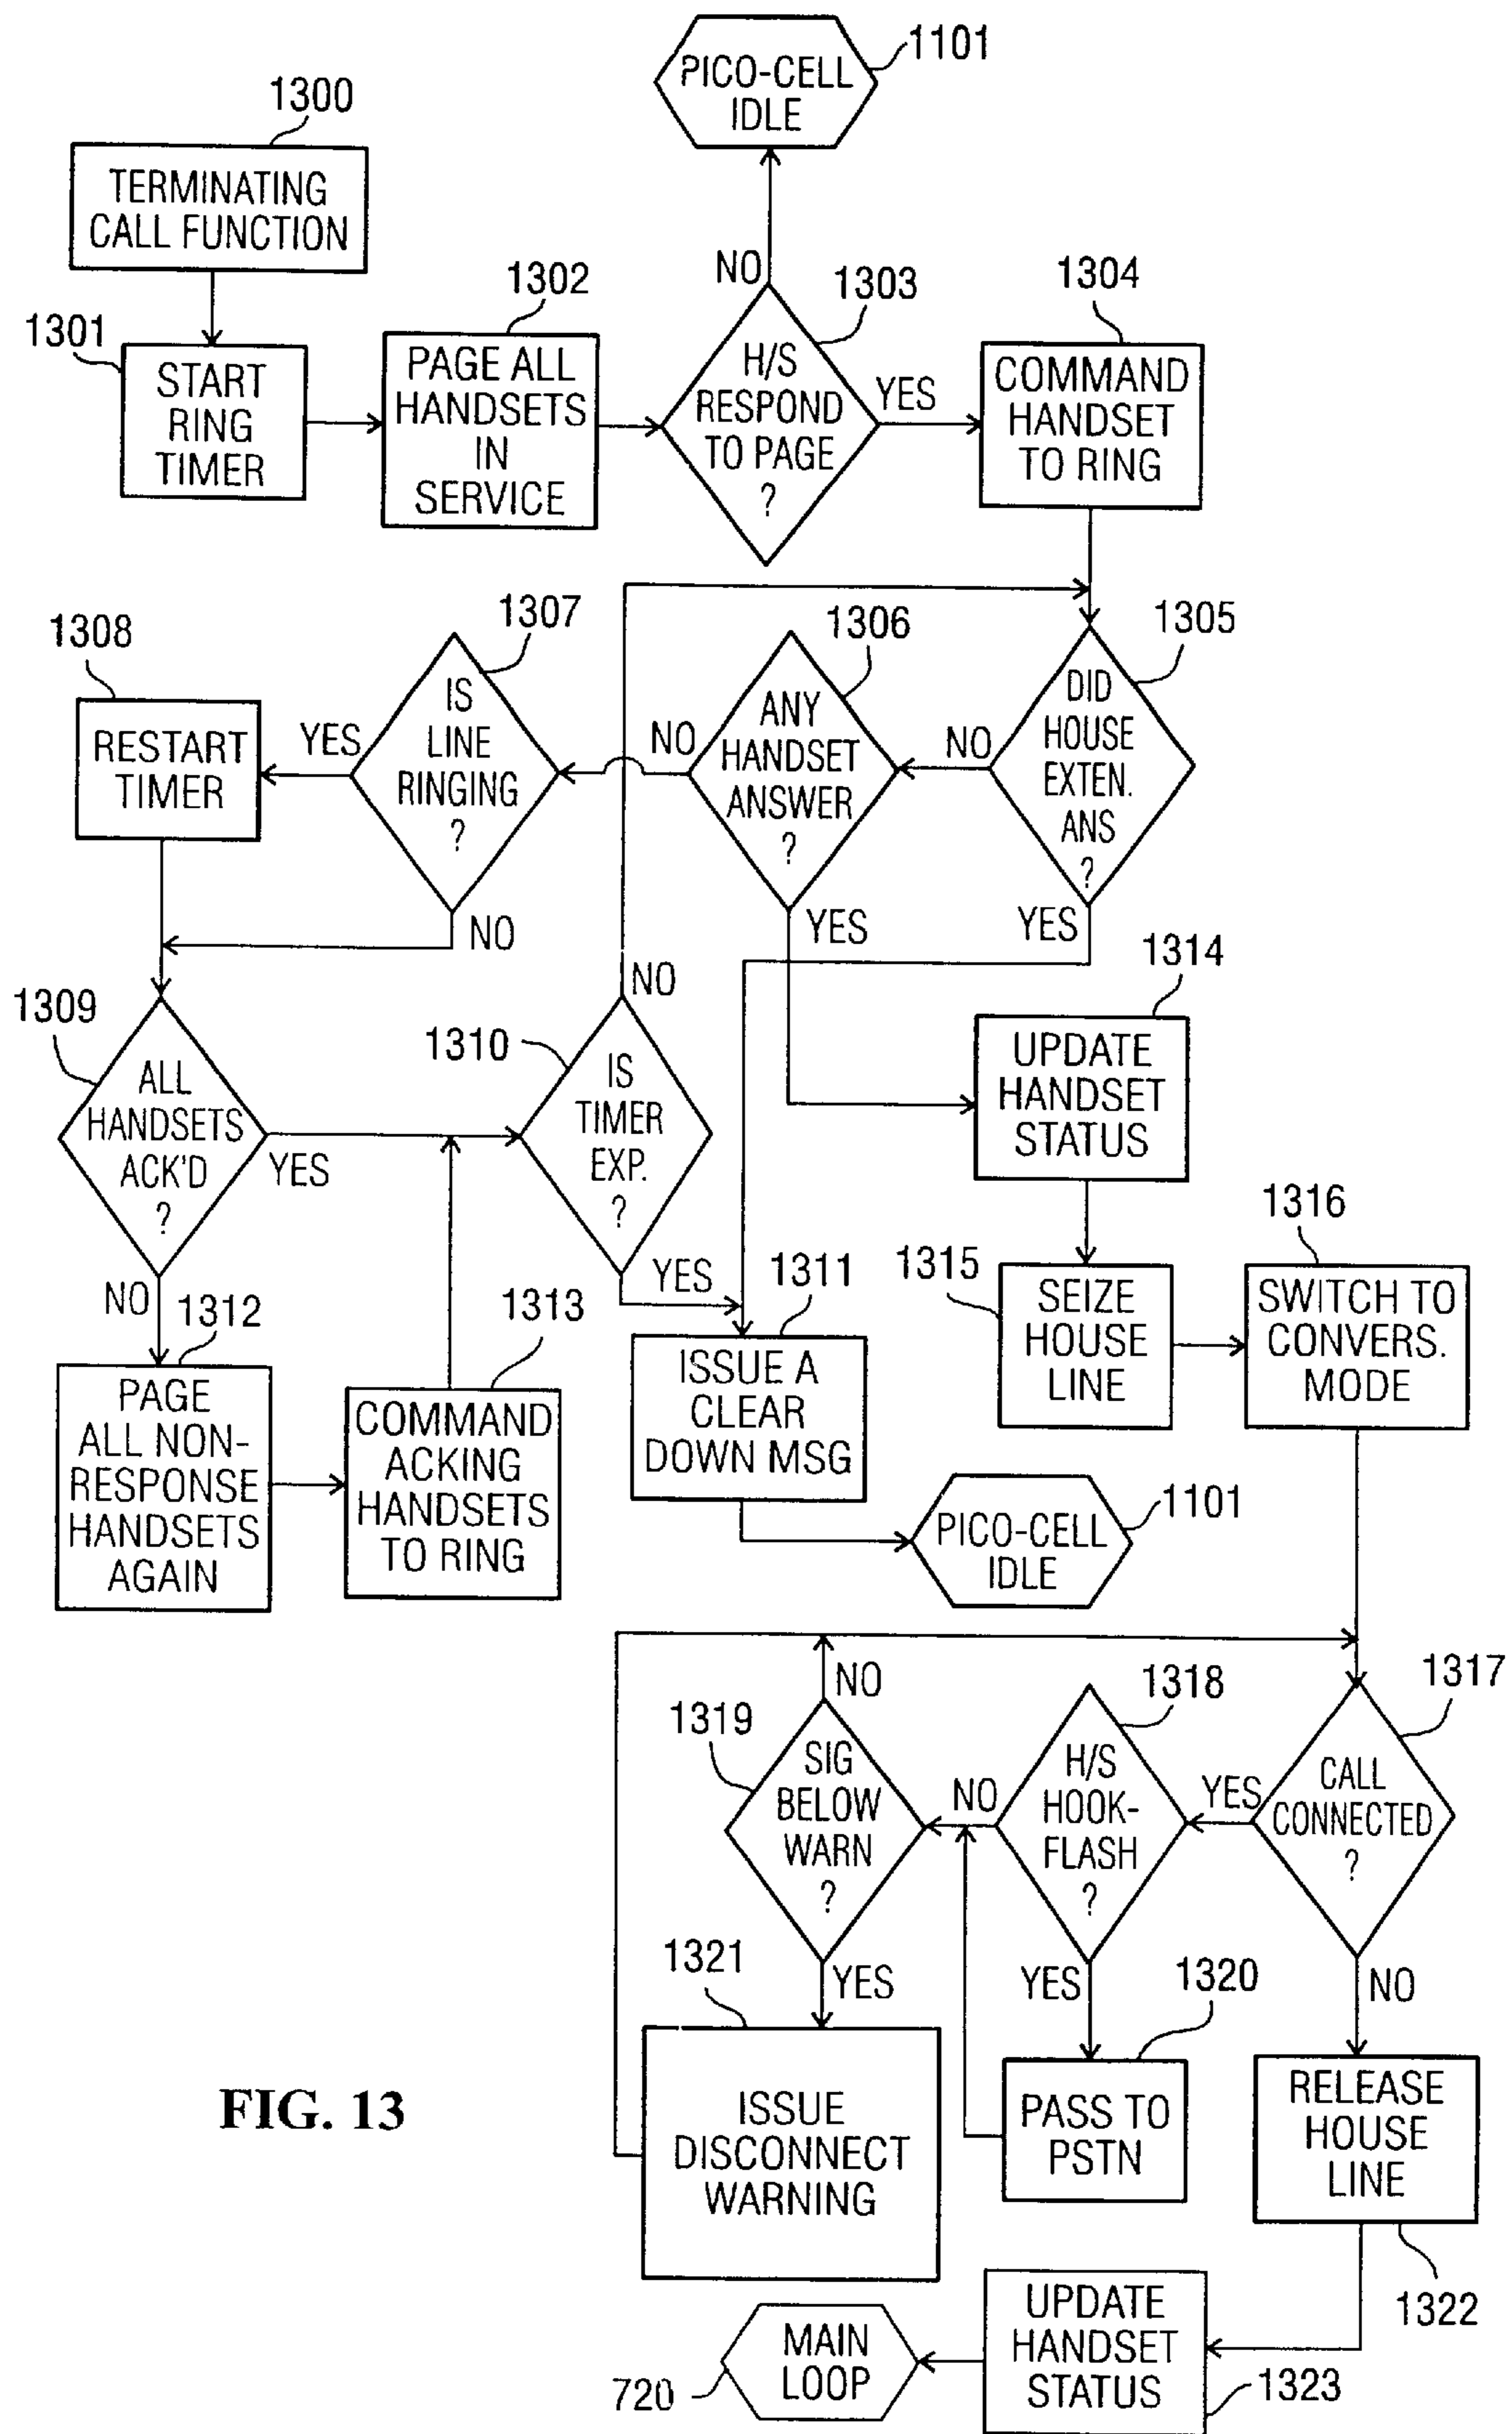 1101
PICO-CELL
IDLE
1300
TERMINATING
CALL FUNCTION
1301
START
RING
TIMER
1302
PAGE ALL
HANDSETS
IN
SERVICE
NO
1303
H/S
RESPOND
TO PAGE
?
YES
1304
COMMAND
HANDSET
TO RING
1305
DID
HOUSE
EXTEN.
ANS
?
NO
YES
1306
ANY
HANDSET
ANSWER
?
NO
YES
1307
IS
LINE
RINGING
?
YES
NO
1308
RESTART
TIMER
1309
ALL
HANDSETS
ACK'D
?
YES
NO
1310
IS
TIMER
EXP.
?
NO
YES
1311
ISSUE A
CLEAR
DOWN MSG
1101
PICO-CELL
IDLE
1312
PAGE
ALL NON-
RESPONSE
HANDSETS
AGAIN
1313
COMMAND
ACKING
HANDSETS
TO RING
1314
UPDATE
HANDSET
STATUS
1315
SEIZE
HOUSE
LINE
1316
SWITCH TO
CONVERS.
MODE
1317
CALL
CONNECTED
?
YES
NO
1318
H/S
HOOK-
FLASH
?
NO
YES
1319
SIG
BELOW
WARN
?
NO
YES
1320
PASS TO
PSTN
1321
ISSUE
DISCONNECT
WARNING
RELEASE
HOUSE
LINE
1322
UPDATE
HANDSET
STATUS
1323
MAIN
LOOP
720
FIG. 13